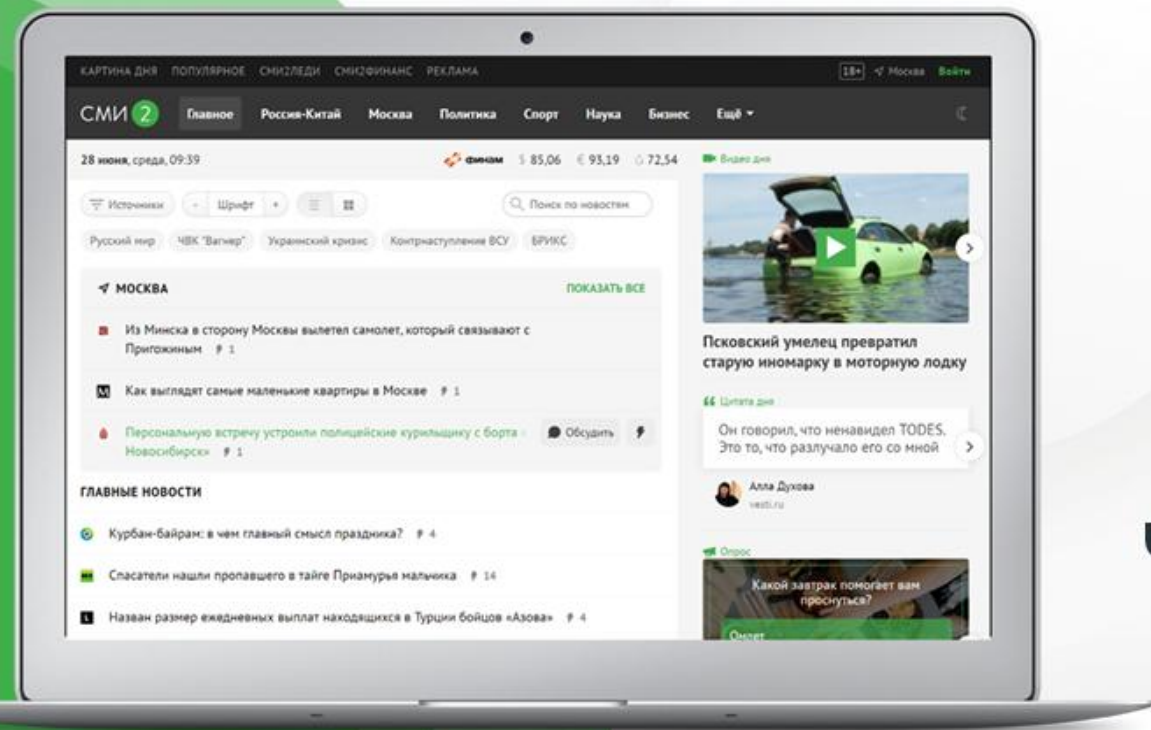 КАРТИНА ДНЯ ПОПУЛЯРНОЕ СМИ2ЛЕДИ СМИ2ФИНАНС РЕКЛАМА
18+ Москва Войти
СМИ 2 Главное Россия-Китай Москва Политика Спорт Наука Бизнес Ещё
28 июня, среда, 09:39
финам $ 85,06 € 93,19 72,54
Источники - Шрифт + Поиск по новостям
Русский мир ЧВК "Вагнер" Украинский кризис Контрнаступление ВСУ БРИКС
МОСКВА ПОКАЗАТЬ ВСЕ
Из Минска в сторону Москвы вылетел самолет, который связывают с
Пригожиным 1
М Как выглядят самые маленькие квартиры в Москве 1
Персональную встречу устроили полицейские курильщику с борта Обсудить
Новосибирск» 1
ГЛАВНЫЕ НОВОСТИ
Курбан-байрам: в чем главный смысл праздника? 4
Спасатели нашли пропавшего в тайге Приамурья мальчика 14
L Назван размер ежедневных выплат находящихся в Турции бойцов «Азова» 4
Видео дня
Псковский умелец превратил
старую иномарку в моторную лодку
Цитата дня
Он говорил, что ненавидел TODES.
Это то, что разлучало его со мной
Алла Духова
vesti.ru
Опрос
Какой завтрак помогает вам
проснуться?
Омлет